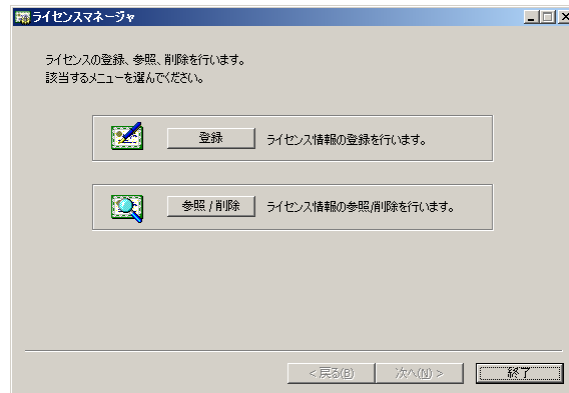 ライセンスマネージャ
ライセンスの登録、参照、削除を行います。
該当するメニューを選んでください。
登録 ライセンス情報の登録を行います。
参照 / 削除 ライセンス情報の参照/削除を行います。
< 戻る(B) 次へ(N) > 終了